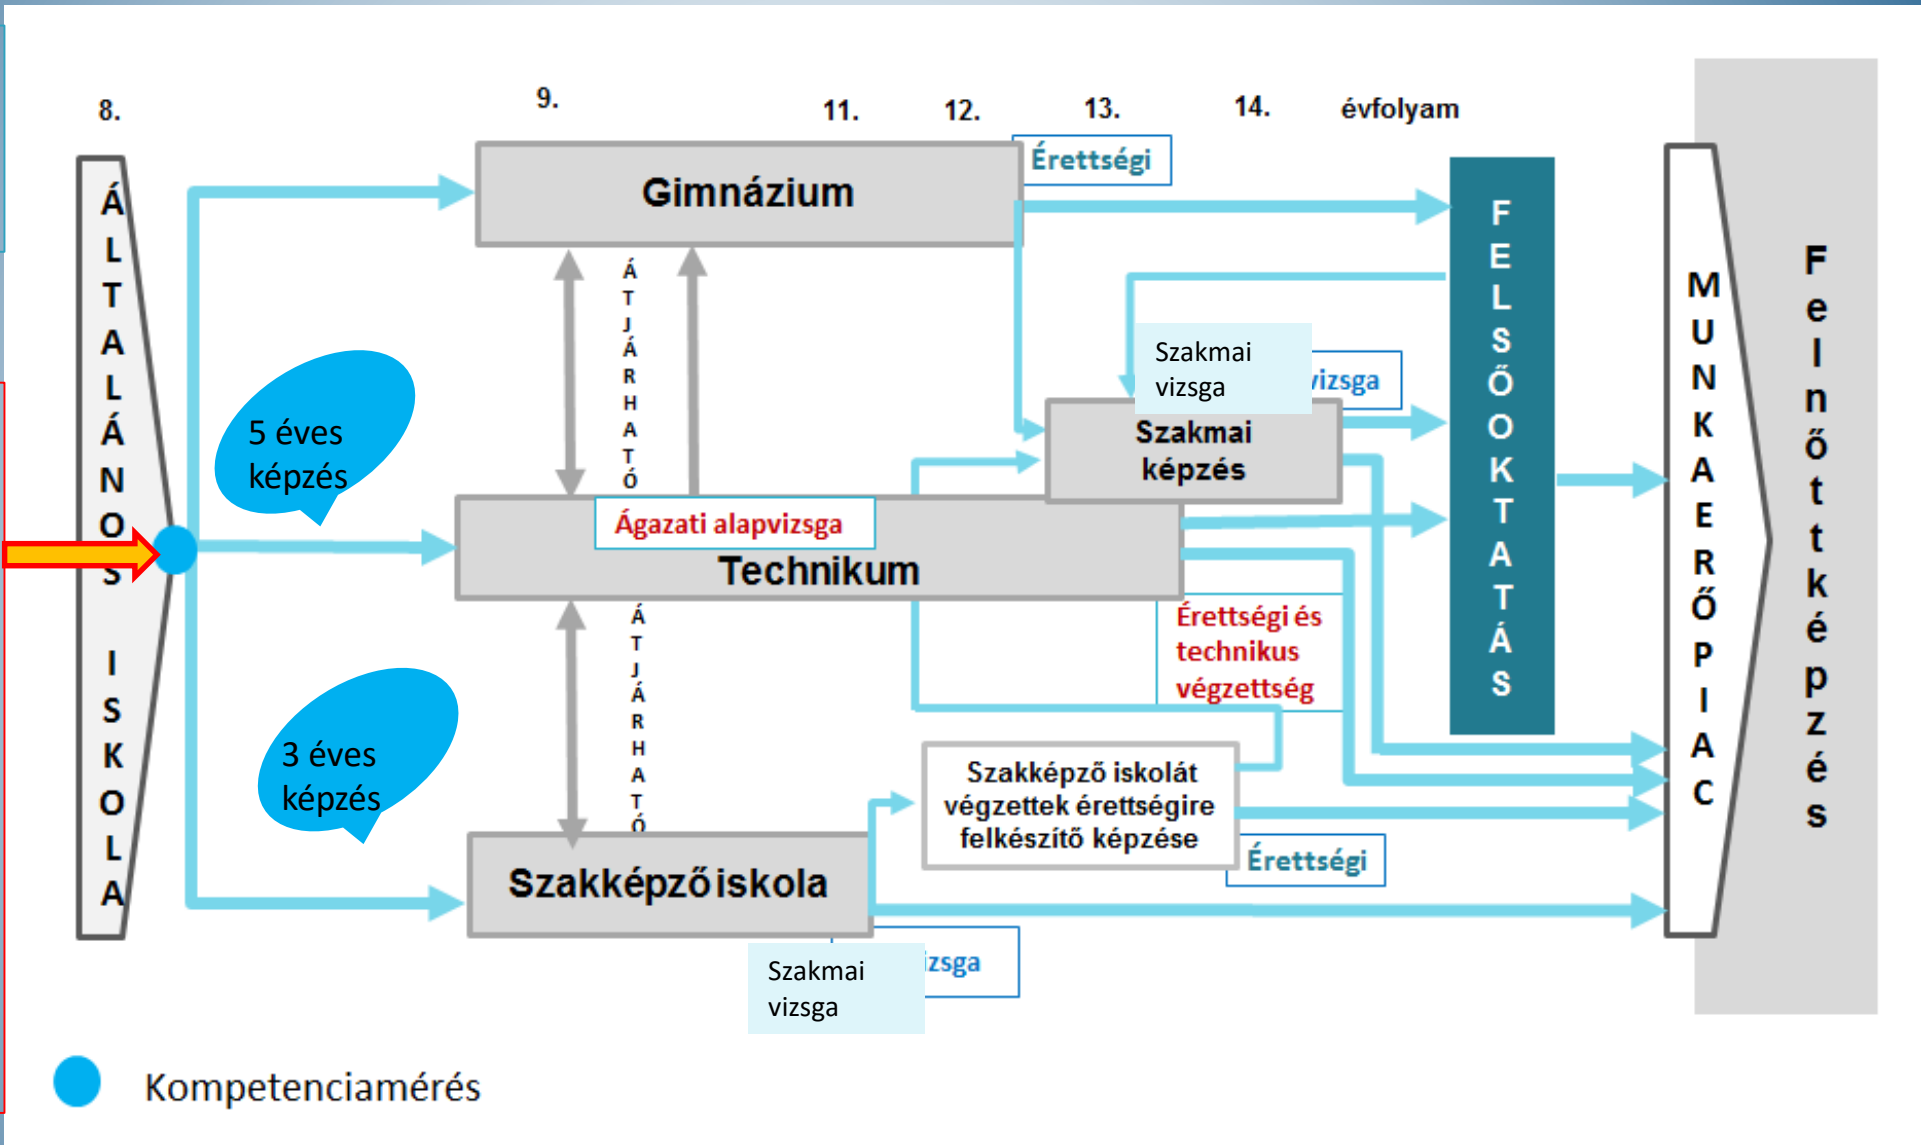 8.
9.
11.
12.
13.
14.
évfolyam
ÁLTALÁNOS ISKOLA
Gimnázium
Érettségi
ÁTJÁRHATÓ
5 éves
képzés
Szakmai
vizsga
vizsga
Szakmai
képzés
Ágazati alapvizsga
Technikum
Érettségi és
technikus
végzettség
ÁTJÁRHATÓ
3 éves
képzés
Szakképző iskolát
végzettek érettségire
felkészítő képzése
Érettségi
Szakképző iskola
Szakmai
vizsga
izsga
FELSŐOKTATÁS
MUNKAERŐPIAC
Felnőttképzés
Kompetenciamérés